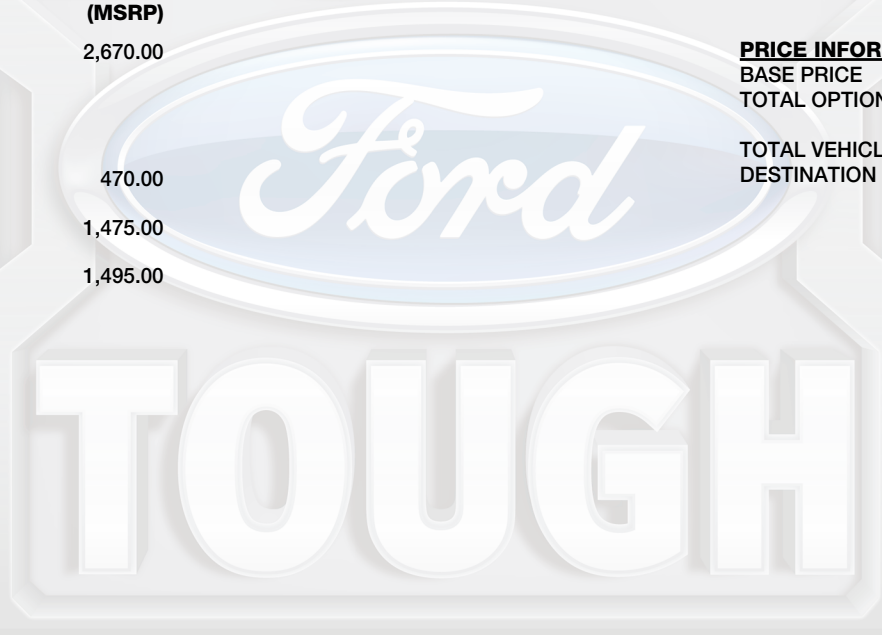 (MSRP)
2,670.00
470.00
1,475.00
1,495.00
PRICE INFOR
BASE PRICE
TOTAL OPTION
TOTAL VEHICL
DESTINATION
Ford
TOUGH